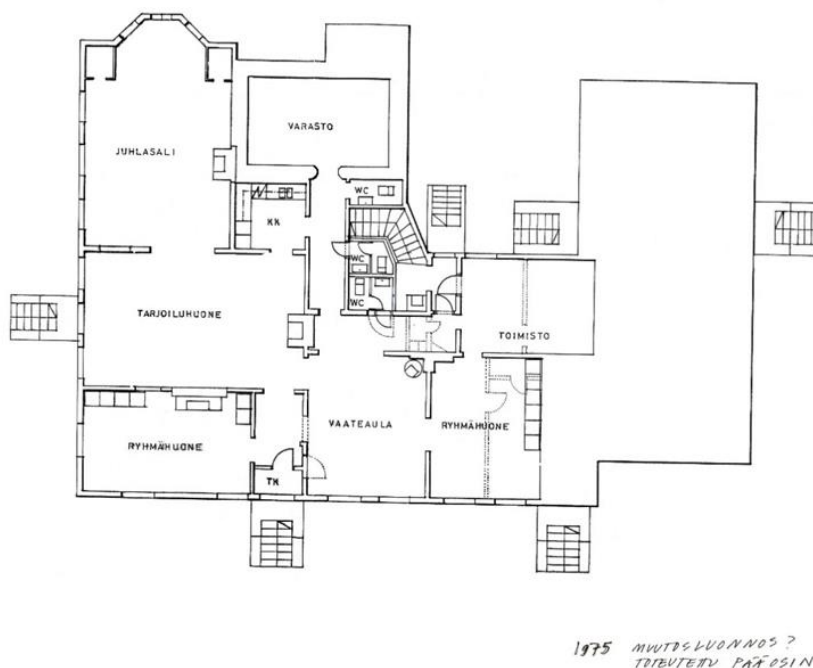 VARASTO
JUHLASALI
WC
KK
WC
WC
TARJOILUHUONE
TOIMISTO
VAATEAULA
RYHMÄHUONE
RYHMÄHUONE
TK
1975 MUUTOSLUONNOS?
TOTEUTETTU PÄÄOSIN